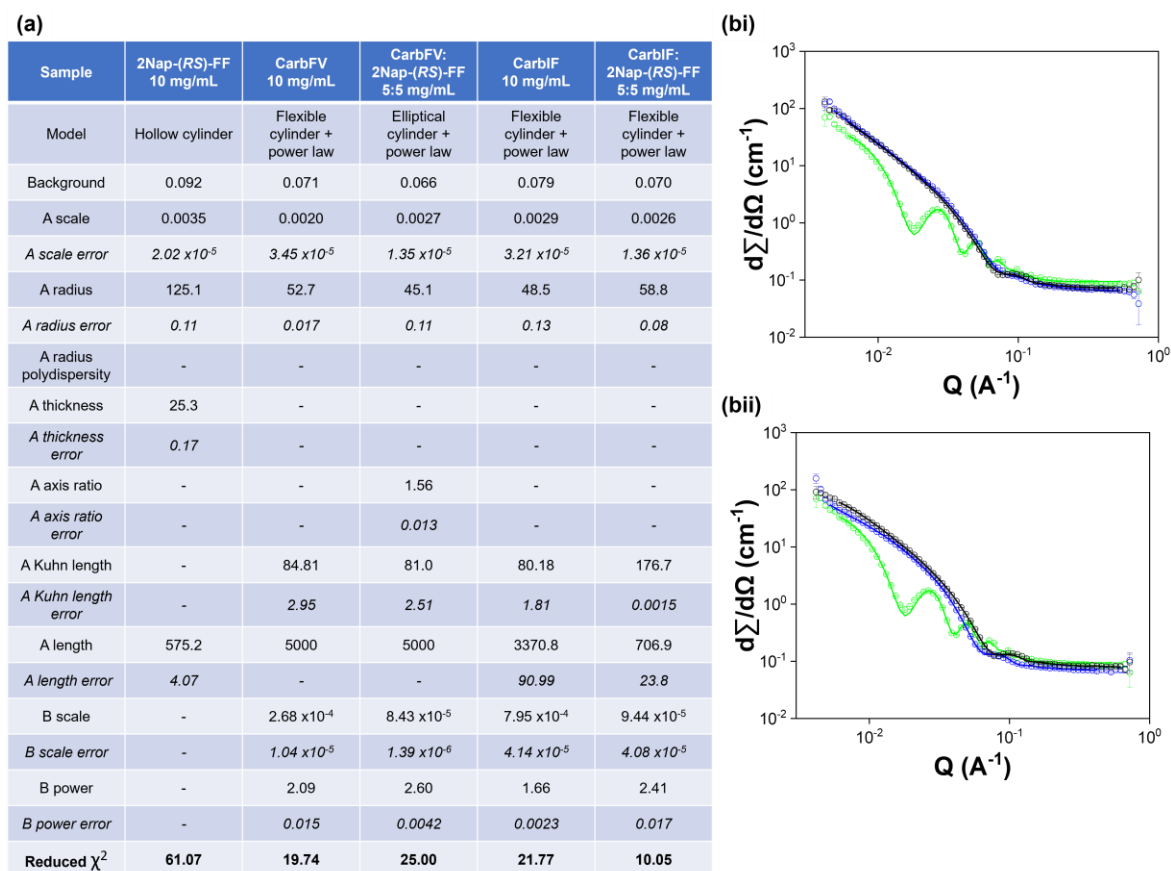 (a)
Sample 2Nap-(RS)-FF 10 mg/mL CarbFV 10 mg/mL CarbFV: 2Nap-(RS)-FF 5:5 mg/mL CarbIF 10 mg/mL CarbIF: 2Nap-(RS)-FF 5:5 mg/mL
Model Hollow cylinder Flexible cylinder + power law Elliptical cylinder + power law Flexible cylinder + power law Flexible cylinder + power law
Background 0.092 0.071 0.066 0.079 0.070
A scale 0.0035 0.0020 0.0027 0.0029 0.0026
A scale error 2.02 x10⁻⁵ 3.45 x10⁻⁵ 1.35 x10⁻⁵ 3.21 x10⁻⁵ 1.36 x10⁻⁵
A radius 125.1 52.7 45.1 48.5 58.8
A radius error 0.11 0.017 0.11 0.13 0.08
A radius polydispersity - - - - -
A thickness 25.3 - - - -
A thickness error 0.17 - - - -
A axis ratio - - 1.56 - -
A axis ratio error - - 0.013 - -
A Kuhn length - 84.81 81.0 80.18 176.7
A Kuhn length error - 2.95 2.51 1.81 0.0015
A length 575.2 5000 5000 3370.8 706.9
A length error 4.07 - - 90.99 23.8
B scale - 2.68 x10⁻⁴ 8.43 x10⁻⁵ 7.95 x10⁻⁴ 9.44 x10⁻⁵
B scale error - 1.04 x10⁻⁵ 1.39 x10⁻⁶ 4.14 x10⁻⁵ 4.08 x10⁻⁵
B power - 2.09 2.60 1.66 2.41
B power error - 0.015 0.0042 0.0023 0.017
Reduced χ² 61.07 19.74 25.00 21.77 10.05
(bi)
dΣ/dΩ (cm⁻¹)
10³
10²
10¹
10⁰
10⁻¹
10⁻²
10⁻² 10⁻¹ 10⁰
Q (A⁻¹)
(bii)
dΣ/dΩ (cm⁻¹)
10³
10²
10¹
10⁰
10⁻¹
10⁻²
10⁻² 10⁻¹ 10⁰
Q (A⁻¹)